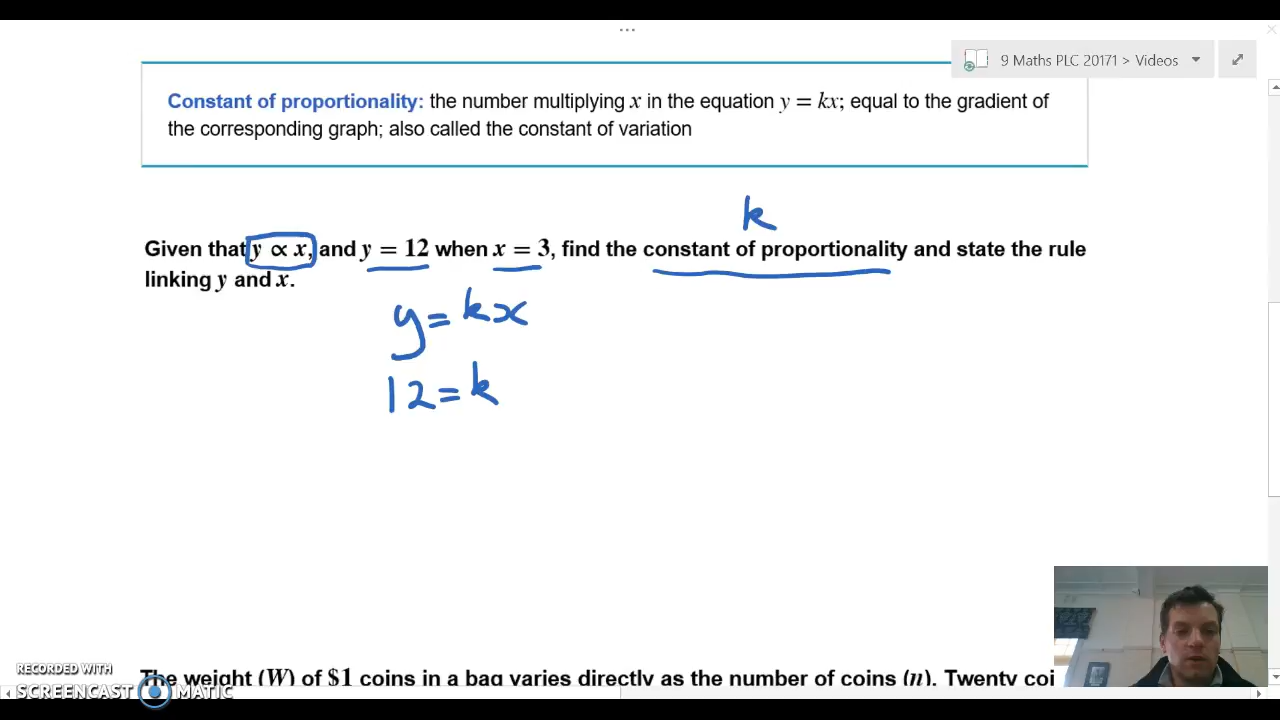 ...
9 Maths PLC 20171 > Videos
Constant of proportionality: the number multiplying x in the equation y = kx; equal to the gradient of
the corresponding graph; also called the constant of variation
k
Given that y ∝ x, and y = 12 when x = 3, find the constant of proportionality and state the rule
linking y and x.
y = kx
12 = k
The weight (W) of $1 coins in a bag varies directly as the number of coins (n). Twenty coi
RECORDED WITH
SCREENCAST MATIC